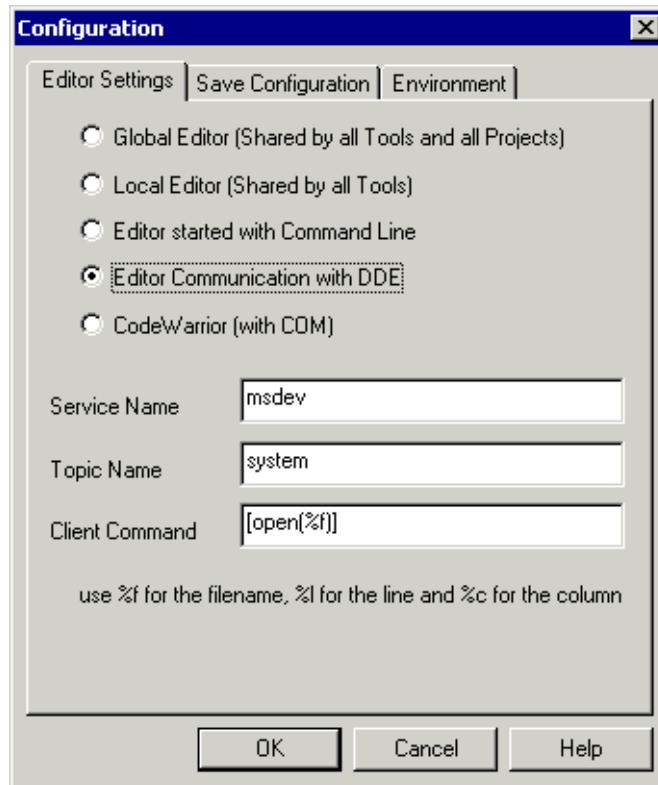 Configuration
Editor Settings Save Configuration Environment
Global Editor (Shared by all Tools and all Projects)
Local Editor (Shared by all Tools)
Editor started with Command Line
Editor Communication with DDE
CodeWarrior (with COM)
Service Name msdev
Topic Name system
Client Command [open(%f)]
use %f for the filename, %l for the line and %c for the column
OK Cancel Help